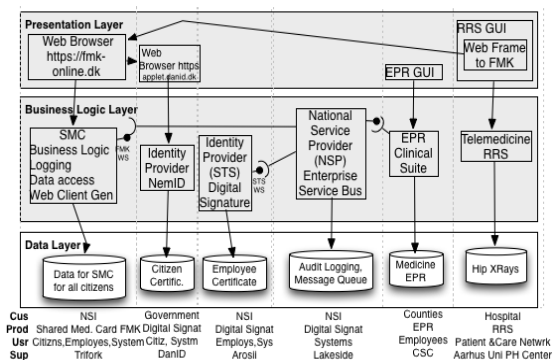 Presentation Layer
Web Browser
https://fmk-
online.dk
Web
Browser https
applet.danid.dk
EPR GUI
RRS GUI
Web Frame
to FMK
Business Logic Layer
SMC
Business Logic
Logging
Data access
Web Client Gen
FMK
WS
Identity
Provider
NemID
Identity
Provider
(STS)
Digital
Signature
STS
WS
National
Service
Provider
(NSP)
Enterprise
Service Bus
EPR
Clinical
Suite
Telemedicine
RRS
Data Layer
Data for SMC
for all citizens
Citizen
Certific.
Employee
Certificate
Audit Logging,
Message Queue
Medicine
EPR
Hip XRays
Cus NSI Government NSI NSI Counties Hospital
Prod Shared Med. Card FMK Digital Signat Digital Signat Digital Signat EPR RRS
Usr Citizns,Employes,System Citiz, Systm Employs,Sys Systems Employees Patient &Care Netwrk
Sup Trifork DanID Arosii Lakeside CSC Aarhus Uni PH Center